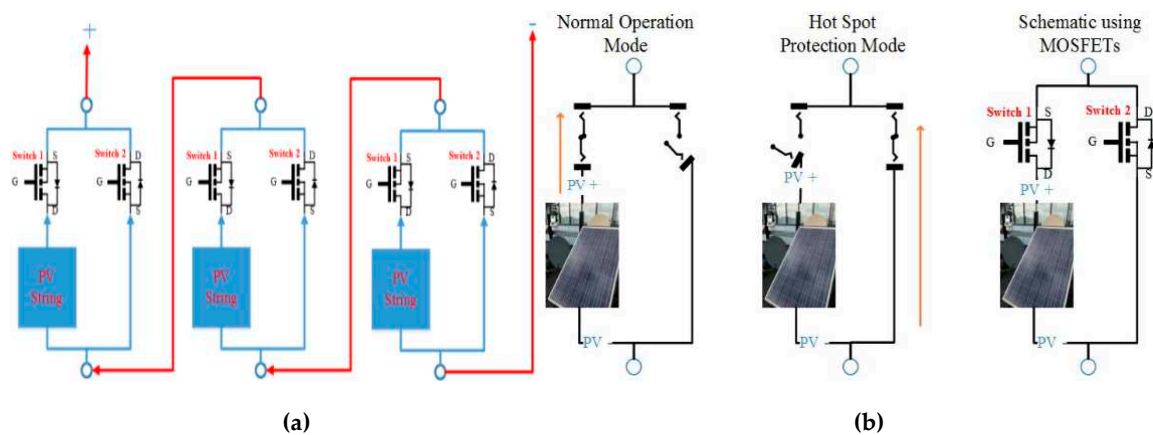 +
-
Switch 1
S
Switch 2
D
G
G
D
S
PV
String
Switch 1
S
Switch 2
D
G
G
D
S
PV
String
Switch 1
S
Switch 2
D
G
G
D
S
PV
String
(a)
Normal Operation
Mode
PV +
PV -
Hot Spot
Protection Mode
PV +
PV -
Schematic using
MOSFETs
Switch 1
S
Switch 2
D
G
G
D
S
PV +
PV -
(b)